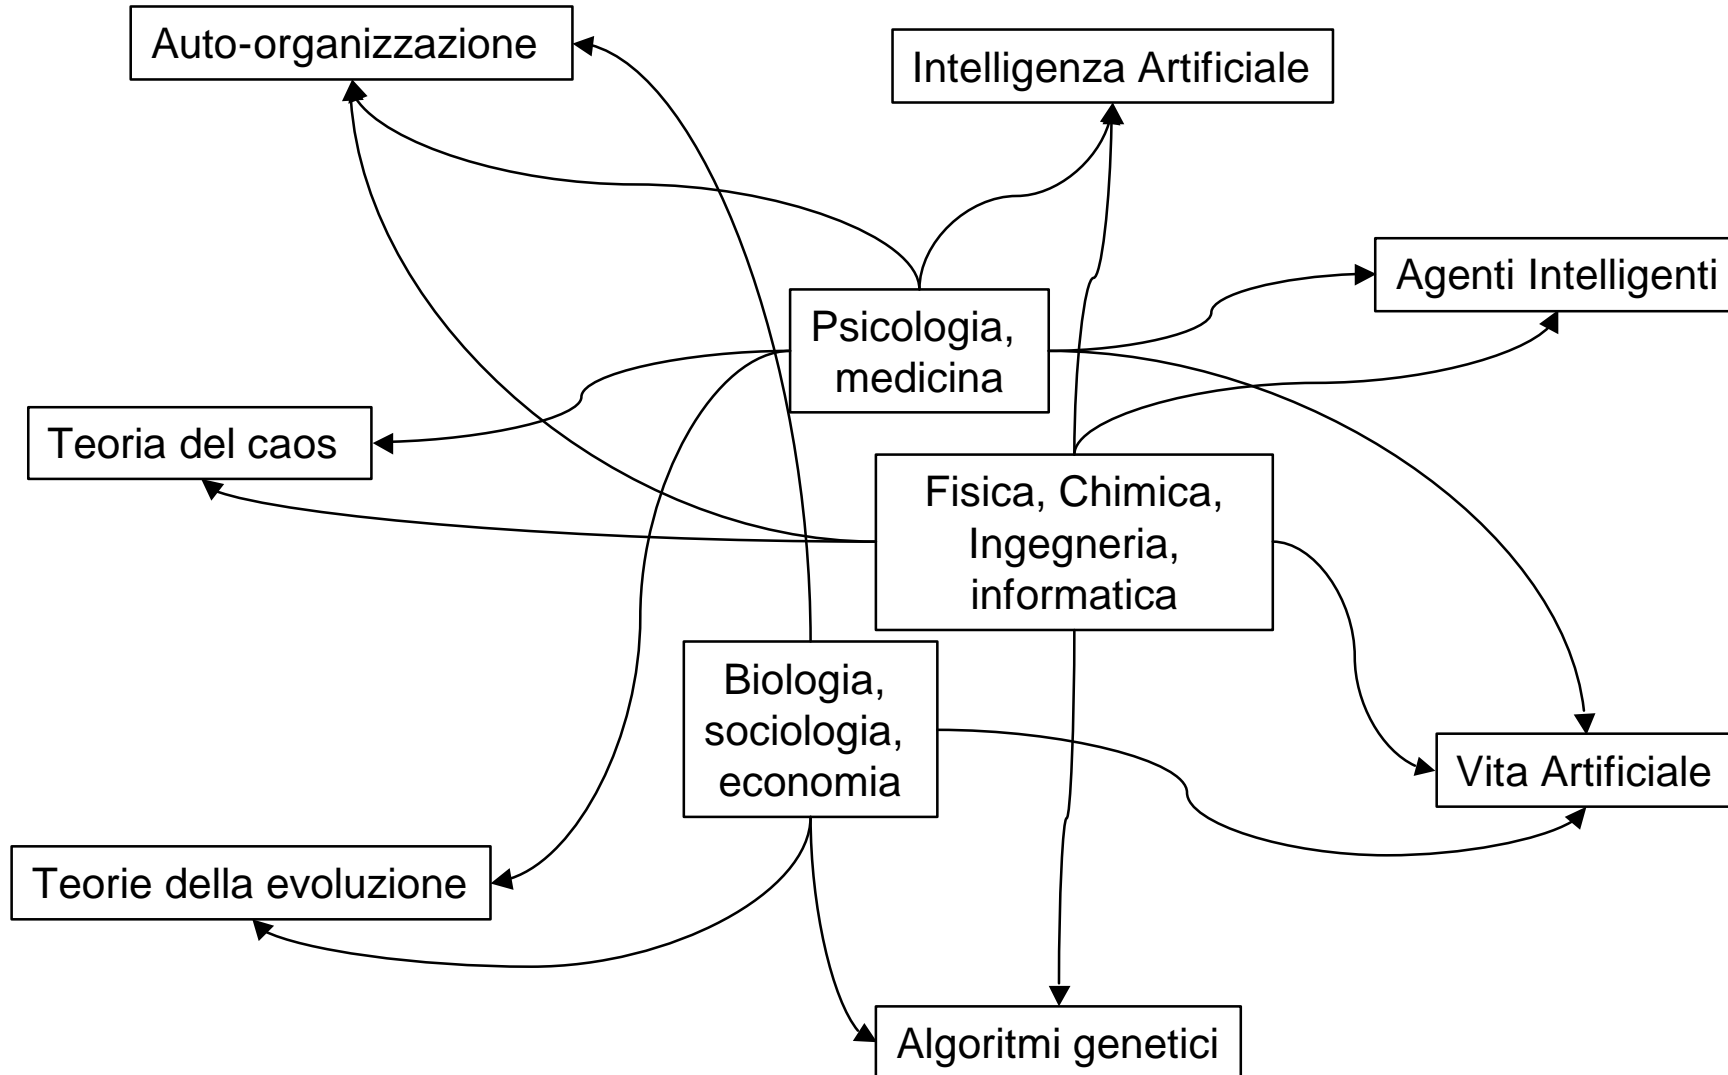 Auto-organizzazione
Intelligenza Artificiale
Agenti Intelligenti
Psicologia,
medicina
Teoria del caos
Fisica, Chimica,
Ingegneria,
informatica
Biologia,
sociologia,
economia
Vita Artificiale
Teorie della evoluzione
Algoritmi genetici